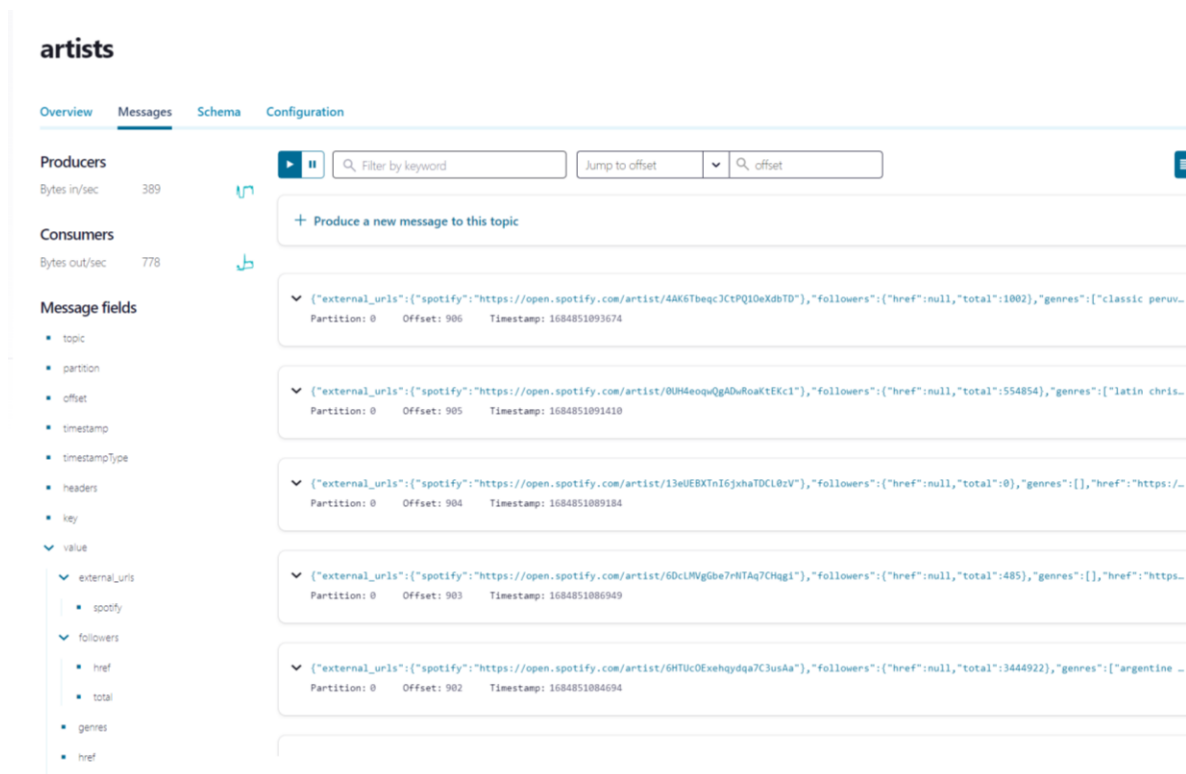 artists
Overview Messages Schema Configuration
Producers
Bytes in/sec 389
Consumers
Bytes out/sec 778
Message fields
topic
partition
offset
timestamp
timestampType
headers
key
value
external_urls
spotify
followers
href
total
genres
href
Filter by keyword
Jump to offset
offset
+ Produce a new message to this topic
{"external_urls":{"spotify":"https://open.spotify.com/artist/4AK6TbeqcJCtPQ1OeXdbTD"},"followers":{"href":null,"total":1002},"genres":["classic peruv…
Partition: 0 Offset: 906 Timestamp: 1684851093674
{"external_urls":{"spotify":"https://open.spotify.com/artist/0UH4eoqwQgADwRoaKtEKc1"},"followers":{"href":null,"total":554854},"genres":["latin chris…
Partition: 0 Offset: 905 Timestamp: 1684851091410
{"external_urls":{"spotify":"https://open.spotify.com/artist/13eUEBXTnI6jxhaTDCL0zV"},"followers":{"href":null,"total":0},"genres":[],"href":"https:/…
Partition: 0 Offset: 904 Timestamp: 1684851089184
{"external_urls":{"spotify":"https://open.spotify.com/artist/6DcLMVgGbe7rNTAq7CHqgi"},"followers":{"href":null,"total":485},"genres":[],"href":"https…
Partition: 0 Offset: 903 Timestamp: 1684851086949
{"external_urls":{"spotify":"https://open.spotify.com/artist/6HTUcOExehqydqa7C3usAa"},"followers":{"href":null,"total":3444922},"genres":["argentine …
Partition: 0 Offset: 902 Timestamp: 1684851084694